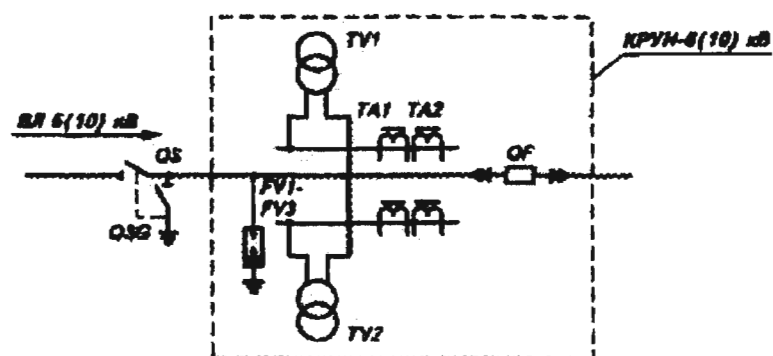 TV1
КРУН-6(10) кВ
ВЛ 6(10) кВ
TA1 TA2
QS
QF
FV1-
FV3
QSG
TV2